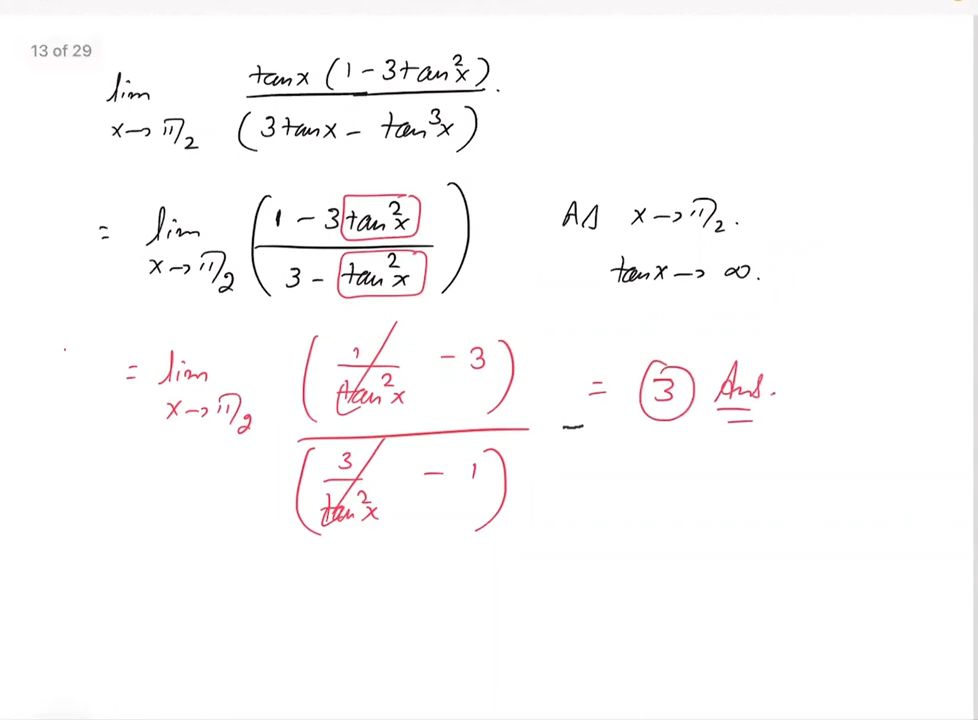 13 of 29
lim x→π/2 tanx (1 - 3tan²x) / (3tanx - tan³x).
= lim x→π/2 ( (1 - 3tan²x) / (3 - tan²x) ) As x→π/2.
tanx → ∞.
= lim x→π/2 (1/tan²x - 3) / (3/tan²x - 1) = 3 Ans.